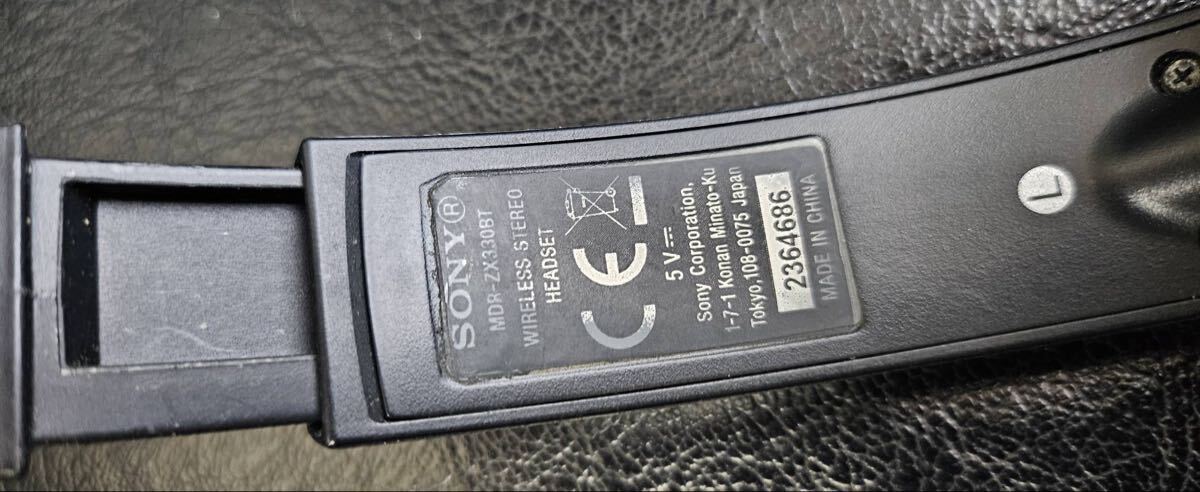 SONY®
MDR-ZX330BT
WIRELESS STEREO
HEADSET
CE
5 V ⎓
Sony Corporation,
1-7-1 Konan Minato-Ku
Tokyo,108-0075 Japan
2364686
MADE IN CHINA
L